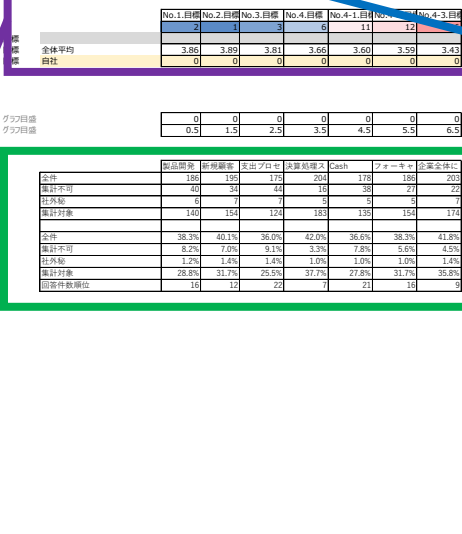 No.1.目標 No.2.目標 No.3.目標 No.4.目標 No.4-1.目標 No.4-3.目標
2 1 3 6 11 12
標
標 全体平均 3.86 3.89 3.81 3.66 3.60 3.59 3.43
標 自社 0 0 0 0 0 0 0
グラフ目盛 0 0 0 0 0 0 0
グラフ目盛 0.5 1.5 2.5 3.5 4.5 5.5 6.5
製品開発 新規顧客 支出プロセ 決算処理ス Cash フォーキャ 企業全体に
全件 186 195 175 204 178 186 203
集計不可 40 34 44 16 38 27 22
社外秘 6 7 7 5 5 5 7
集計対象 140 154 124 183 135 154 174
全件 38.3% 40.1% 36.0% 42.0% 36.6% 38.3% 41.8%
集計不可 8.2% 7.0% 9.1% 3.3% 7.8% 5.6% 4.5%
社外秘 1.2% 1.4% 1.4% 1.0% 1.0% 1.0% 1.4%
集計対象 28.8% 31.7% 25.5% 37.7% 27.8% 31.7% 35.8%
回答件数順位 16 12 22 7 21 16 9